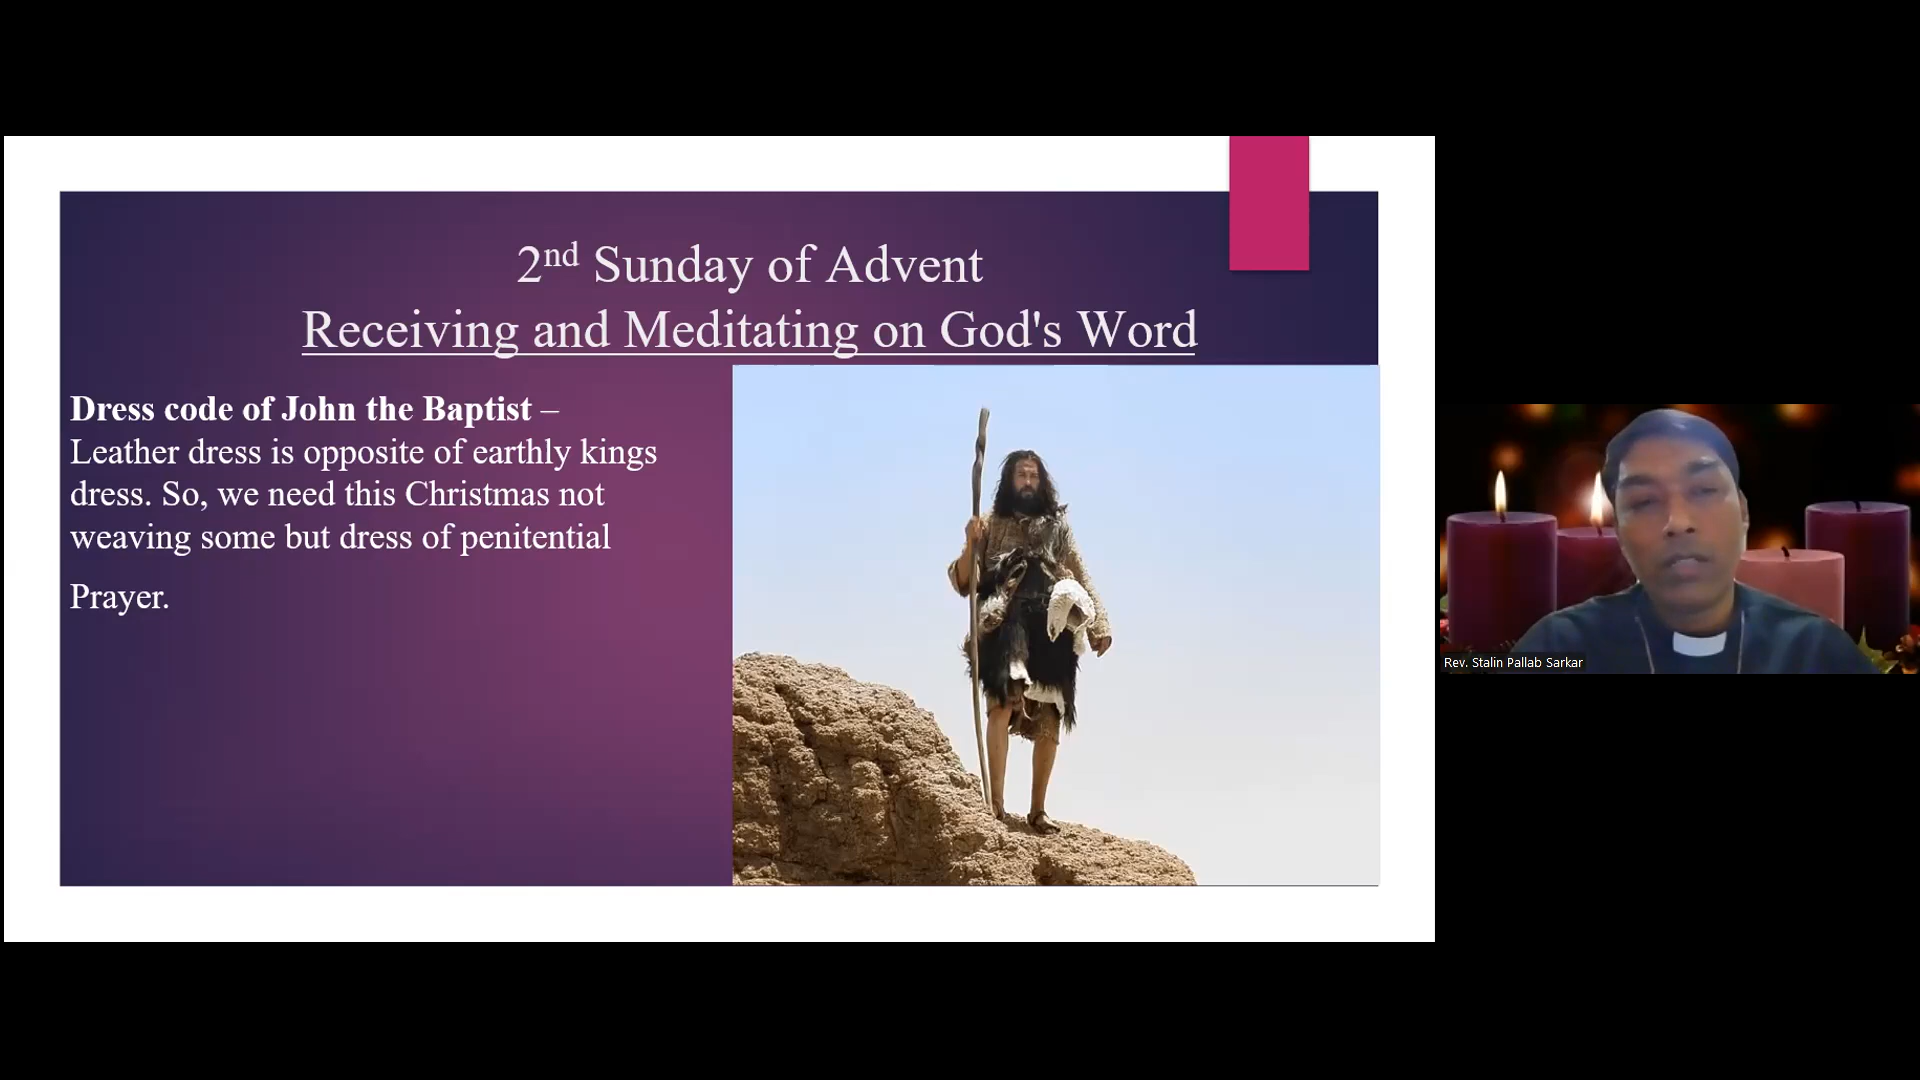 2nd Sunday of Advent
Receiving and Meditating on God's Word
Dress code of John the Baptist –
Leather dress is opposite of earthly kings
dress. So, we need this Christmas not
weaving some but dress of penitential
Prayer.
Rev. Stalin Pallab Sarkar